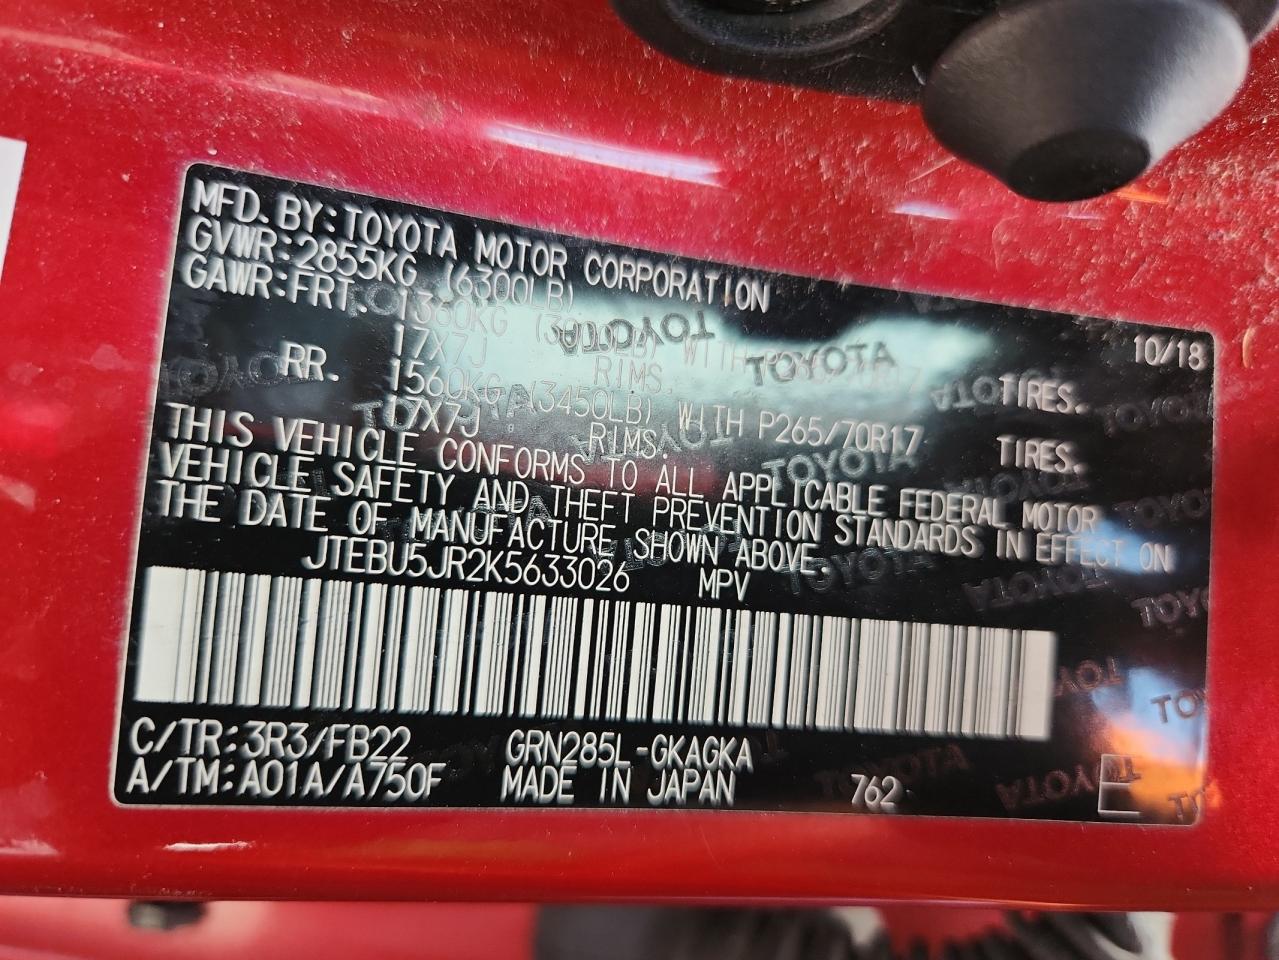 MFD. BY: TOYOTA MOTOR CORPORATION 10/18
GVWR: 2855KG (6300LB)
GAWR: FRT. 1360KG WITH TIRES.
17X7J RIMS.
RR. 1560KG (3450LB) WITH P265/70R17 TIRES.
17X7J RIMS.
THIS VEHICLE CONFORMS TO ALL APPLICABLE FEDERAL MOTOR
VEHICLE SAFETY AND THEFT PREVENTION STANDARDS IN EFFECT ON
THE DATE OF MANUFACTURE SHOWN ABOVE.
JTEBU5JR2K5633026 MPV
C/TR: 3R3/FB22 GRN285L-GKAGKA
A/TM: A01A/A750F MADE IN JAPAN 762